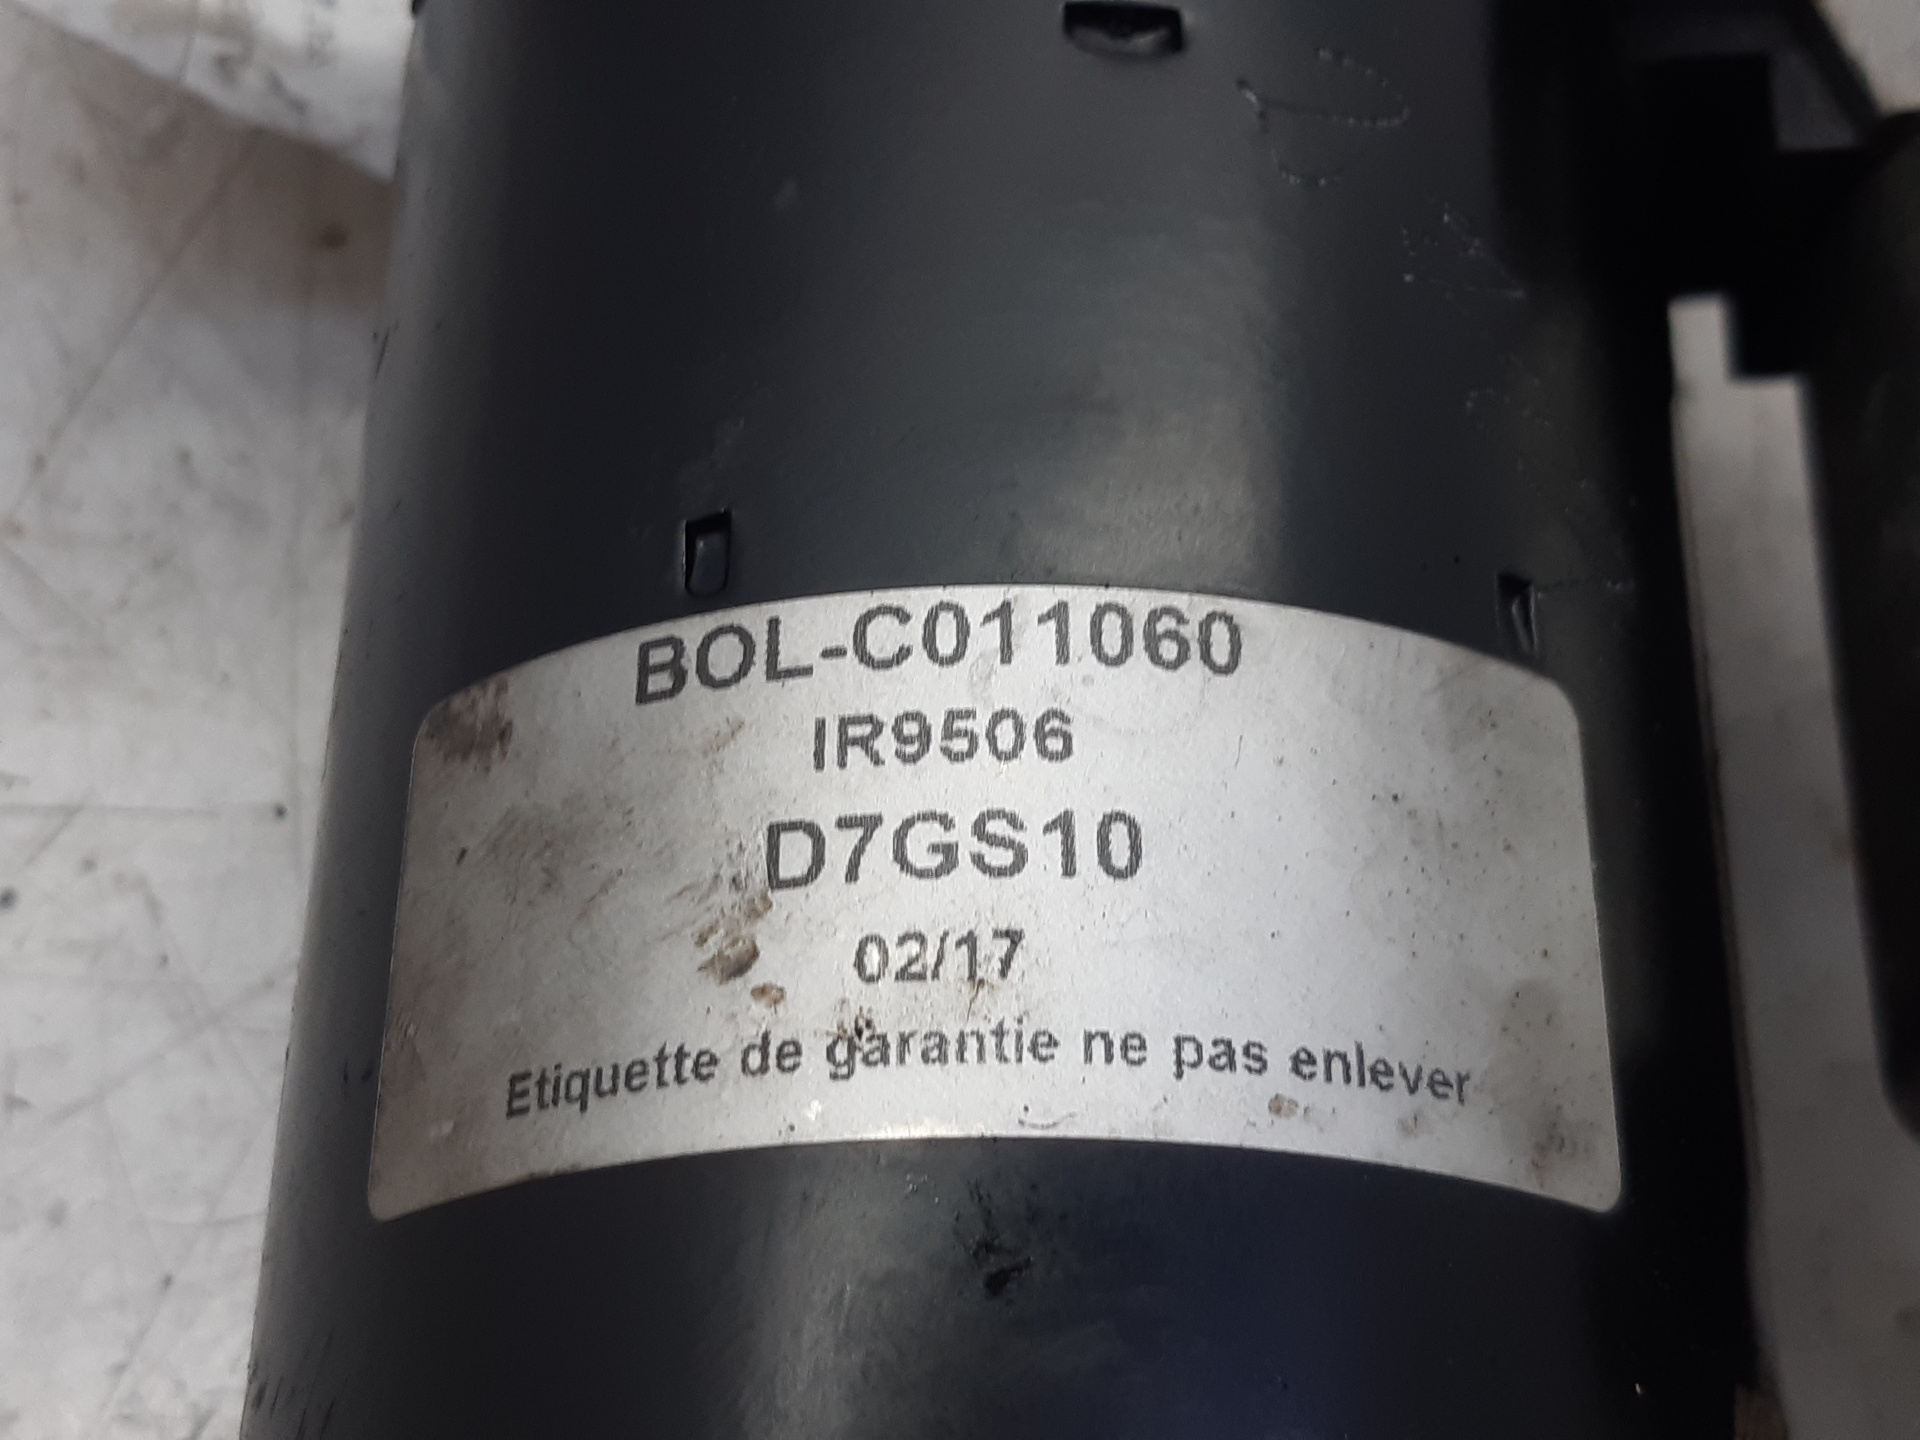 BOL-C011060
IR9506
D7GS10
02/17
Etiquette de garantie ne pas enlever